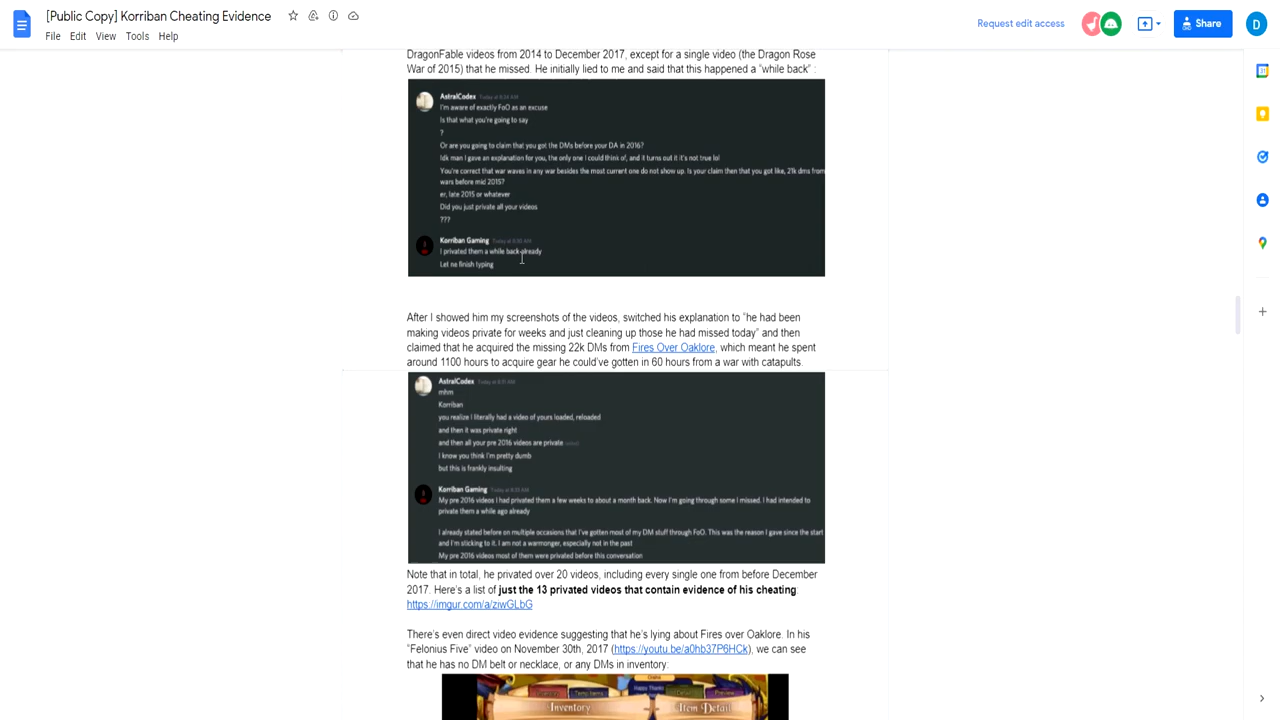 [Public Copy] Korriban Cheating Evidence
File Edit View Tools Help
Request edit access
Share
D
DragonFable videos from 2014 to December 2017, except for a single video (the Dragon Rose
War of 2015) that he missed. He initially lied to me and said that this happened a "while back" :
AstralCodex Today at 8:34 AM
I'm aware of exactly FoO as an excuse
Is that what you're going to say
?
Or are you going to claim that you got the DMs before your DA in 2016?
Idk man I gave an explanation for you, the only one I could think of, and it turns out it's not true lol
You're correct that war waves in any war besides the most current one do not show up. Is your claim then that you got like, 21k dms from
wars before mid 2015?
er, late 2015 or whatever
Did you just private all your videos
???
Korriban Gaming Today at 8:30 AM
I privated them a while back already
Let ne finish typing
After I showed him my screenshots of the videos, switched his explanation to "he had been
making videos private for weeks and just cleaning up those he had missed today" and then
claimed that he acquired the missing 22k DMs from Fires Over Oaklore, which meant he spent
around 1100 hours to acquire gear he could've gotten in 60 hours from a war with catapults.
AstralCodex Today at 8:31 AM
mhm
Korriban
you realize I literally had a video of yours loaded, reloaded
and then it was private right
and then all your pre 2016 videos are private
I know you think I'm pretty dumb
but this is frankly insulting
Korriban Gaming Today at 8:35 AM
My pre 2016 videos I had privated them a few weeks to about a month back. Now I'm going through some I missed. I had intended to
private them a while ago already
I already stated before on multiple occasions that I've gotten most of my DM stuff through FoO. This was the reason I gave since the start
and I'm sticking to it. I am not a warmonger, especially not in the past
My pre 2016 videos most of them were privated before this conversation
Note that in total, he privated over 20 videos, including every single one from before December
2017. Here's a list of just the 13 privated videos that contain evidence of his cheating:
https://imgur.com/a/ziwGLbG
There's even direct video evidence suggesting that he's lying about Fires over Oaklore. In his
"Felonius Five" video on November 30th, 2017 (https://youtu.be/a0hb37P6HCk), we can see
that he has no DM belt or necklace, or any DMs in inventory:
Inventory Item Detail